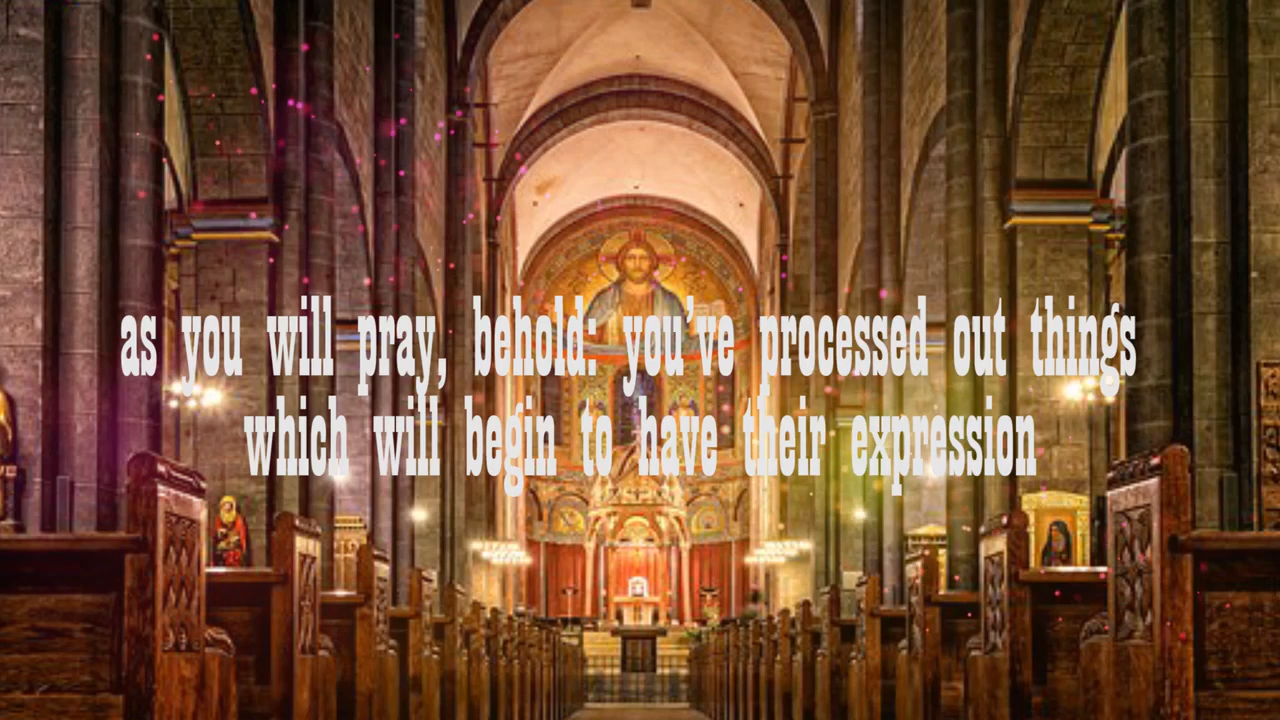 as you will pray, behold: you've processed out things
which will begin to have their expression